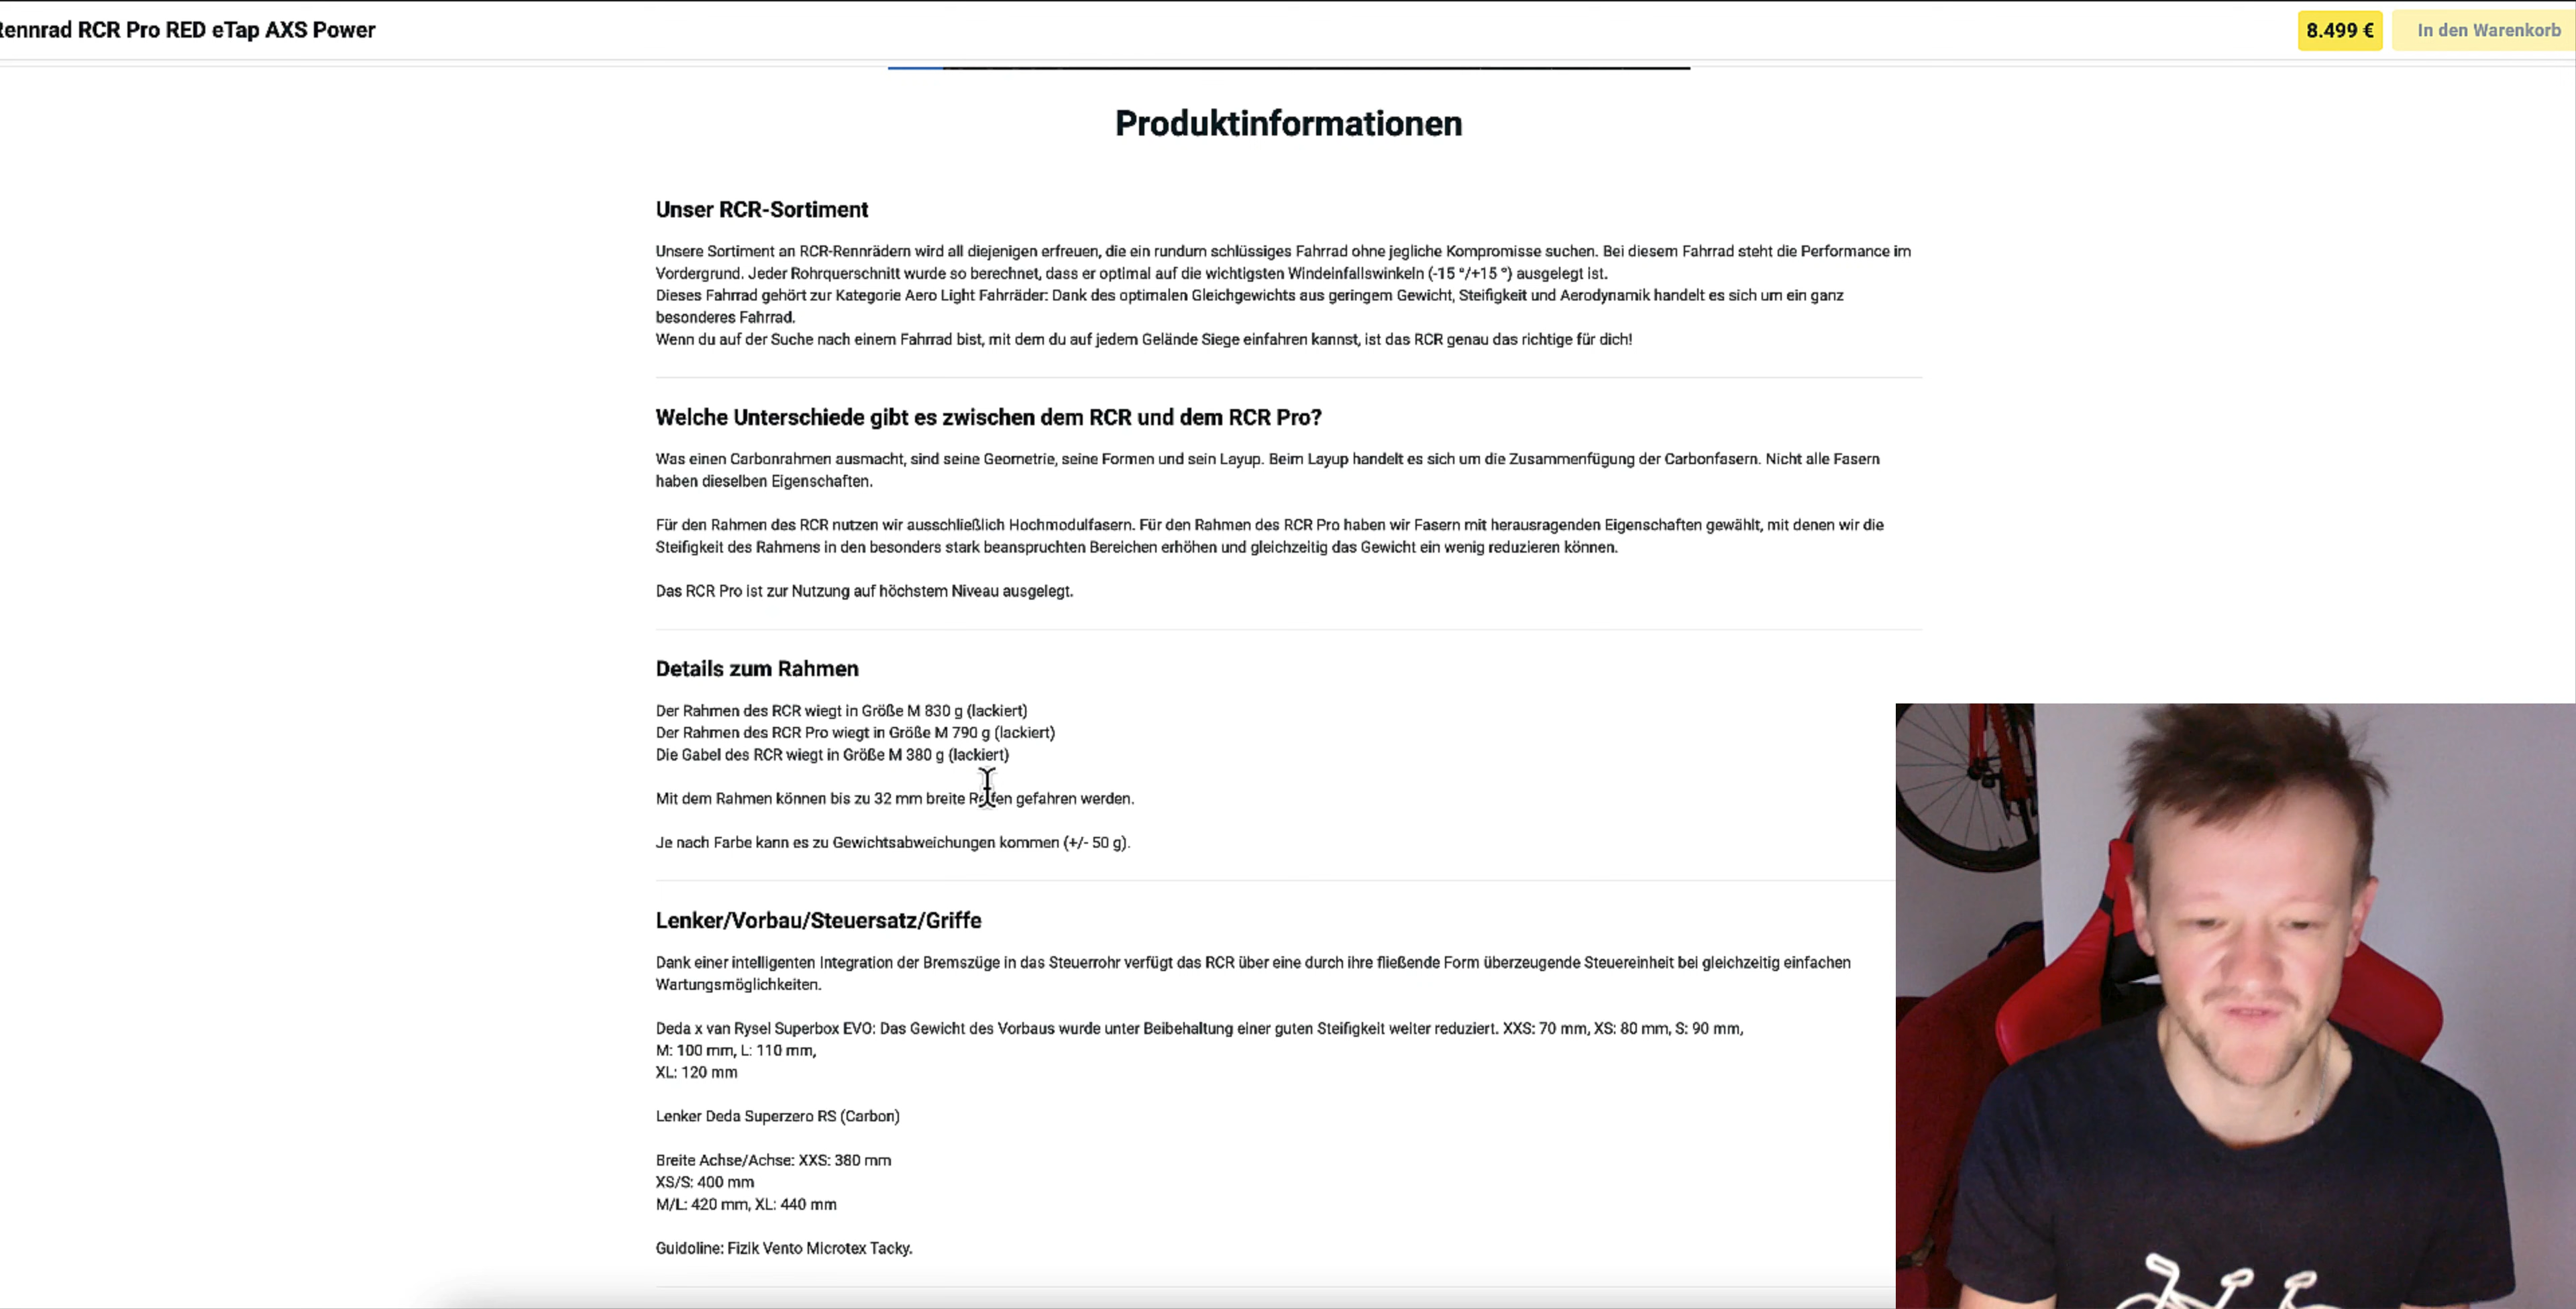 Rennrad RCR Pro RED eTap AXS Power
8.499 €
In den Warenkorb
Produktinformationen
Unser RCR-Sortiment
Unsere Sortiment an RCR-Rennrädern wird all diejenigen erfreuen, die ein rundum schlüssiges Fahrrad ohne jegliche Kompromisse suchen. Bei diesem Fahrrad steht die Performance im
Vordergrund. Jeder Rohrquerschnitt wurde so berechnet, dass er optimal auf die wichtigsten Windeinfallswinkeln (-15 °/+15 °) ausgelegt ist.
Dieses Fahrrad gehört zur Kategorie Aero Light Fahrräder: Dank des optimalen Gleichgewichts aus geringem Gewicht, Steifigkeit und Aerodynamik handelt es sich um ein ganz
besonderes Fahrrad.
Wenn du auf der Suche nach einem Fahrrad bist, mit dem du auf jedem Gelände Siege einfahren kannst, ist das RCR genau das richtige für dich!
Welche Unterschiede gibt es zwischen dem RCR und dem RCR Pro?
Was einen Carbonrahmen ausmacht, sind seine Geometrie, seine Formen und sein Layup. Beim Layup handelt es sich um die Zusammenfügung der Carbonfasern. Nicht alle Fasern
haben dieselben Eigenschaften.
Für den Rahmen des RCR nutzen wir ausschließlich Hochmodulfasern. Für den Rahmen des RCR Pro haben wir Fasern mit herausragenden Eigenschaften gewählt, mit denen wir die
Steifigkeit des Rahmens in den besonders stark beanspruchten Bereichen erhöhen und gleichzeitig das Gewicht ein wenig reduzieren können.
Das RCR Pro ist zur Nutzung auf höchstem Niveau ausgelegt.
Details zum Rahmen
Der Rahmen des RCR wiegt in Größe M 830 g (lackiert)
Der Rahmen des RCR Pro wiegt in Größe M 790 g (lackiert)
Die Gabel des RCR wiegt in Größe M 380 g (lackiert)
Mit dem Rahmen können bis zu 32 mm breite Reifen gefahren werden.
Je nach Farbe kann es zu Gewichtsabweichungen kommen (+/- 50 g).
Lenker/Vorbau/Steuersatz/Griffe
Dank einer intelligenten Integration der Bremszüge in das Steuerrohr verfügt das RCR über eine durch ihre fließende Form überzeugende Steuereinheit bei gleichzeitig einfachen
Wartungsmöglichkeiten.
Deda x van Rysel Superbox EVO: Das Gewicht des Vorbaus wurde unter Beibehaltung einer guten Steifigkeit weiter reduziert. XXS: 70 mm, XS: 80 mm, S: 90 mm,
M: 100 mm, L: 110 mm,
XL: 120 mm
Lenker Deda Superzero RS (Carbon)
Breite Achse/Achse: XXS: 380 mm
XS/S: 400 mm
M/L: 420 mm, XL: 440 mm
Guidoline: Fizik Vento Microtex Tacky.